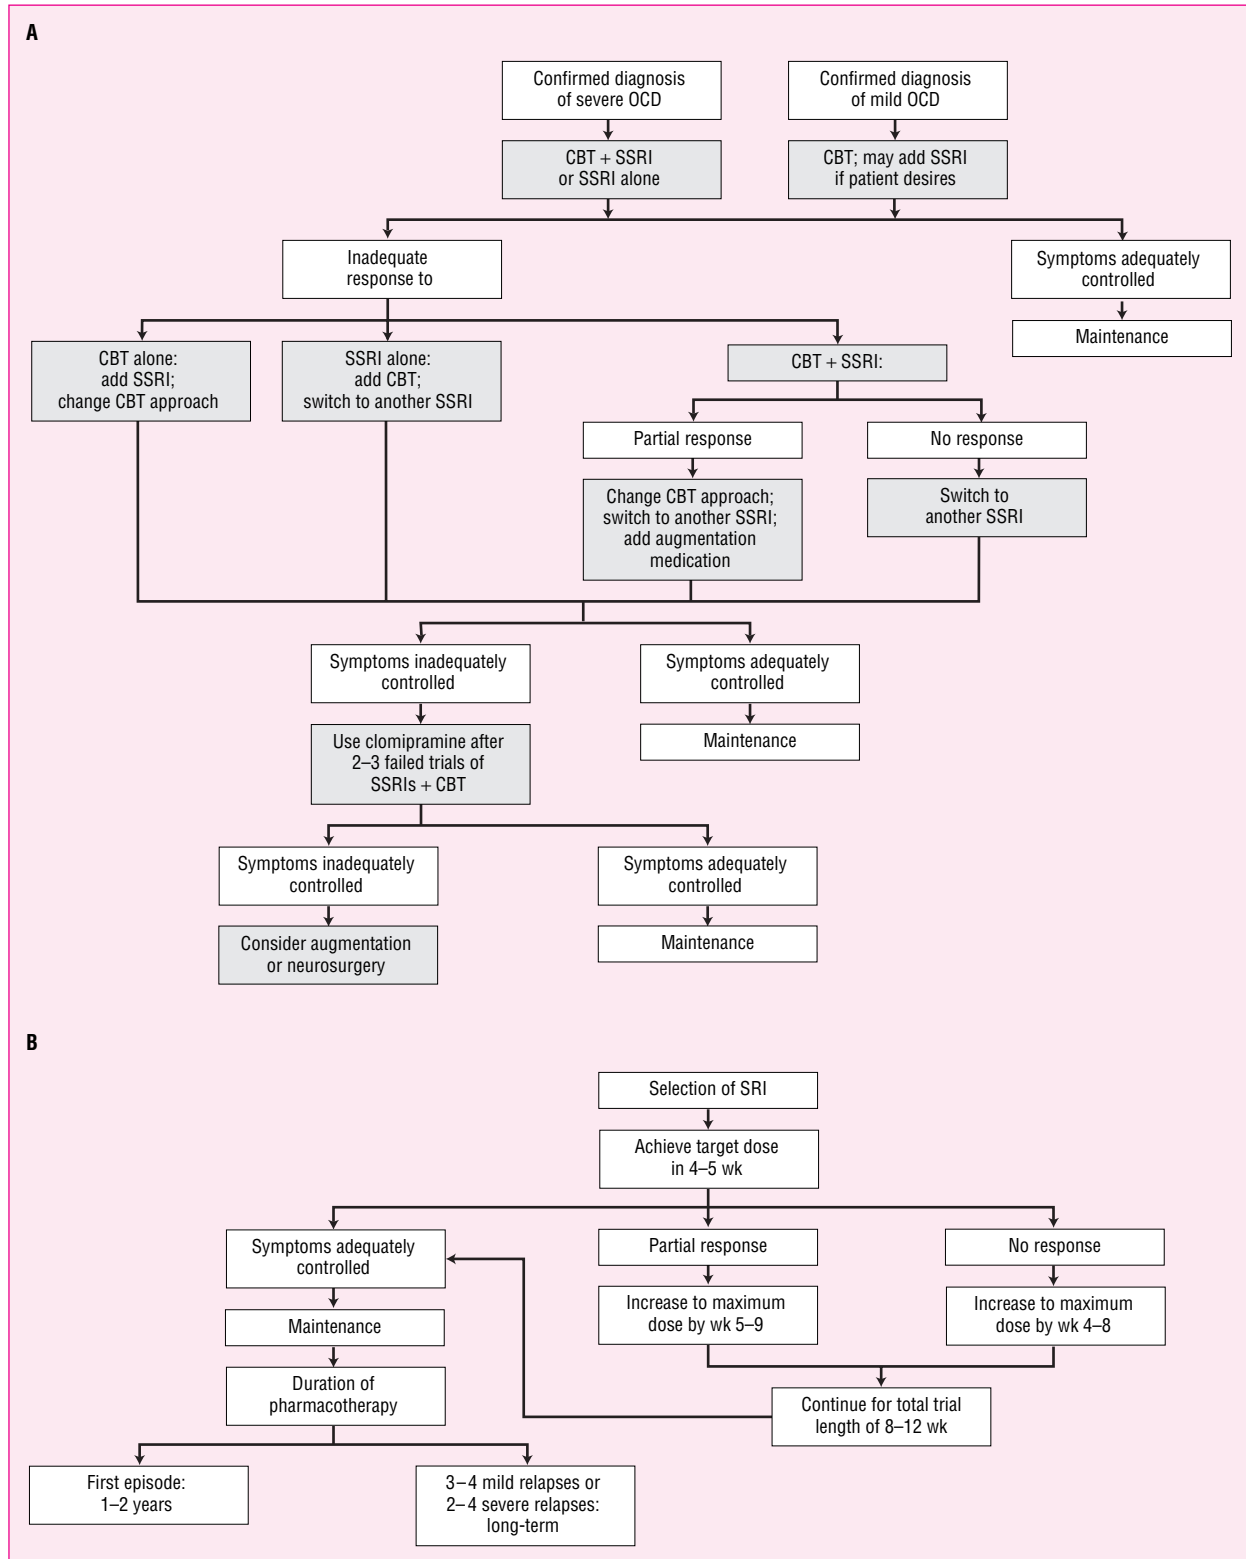 A
Confirmed diagnosis
of severe OCD
Confirmed diagnosis
of mild OCD
CBT + SSRI
or SSRI alone
CBT; may add SSRI
if patient desires
Inadequate
response to
Symptoms adequately
controlled
Maintenance
CBT alone:
add SSRI;
change CBT approach
SSRI alone:
add CBT;
switch to another SSRI
CBT + SSRI:
Partial response
No response
Change CBT approach;
switch to another SSRI;
add augmentation
medication
Switch to
another SSRI
Symptoms inadequately
controlled
Symptoms adequately
controlled
Use clomipramine after
2–3 failed trials of
SSRIs + CBT
Maintenance
Symptoms inadequately
controlled
Symptoms adequately
controlled
Consider augmentation
or neurosurgery
Maintenance
B
Selection of SRI
Achieve target dose
in 4–5 wk
Symptoms adequately
controlled
Partial response
No response
Maintenance
Increase to maximum
dose by wk 5–9
Increase to maximum
dose by wk 4–8
Duration of
pharmacotherapy
Continue for total trial
length of 8–12 wk
First episode:
1–2 years
3–4 mild relapses or
2–4 severe relapses:
long-term